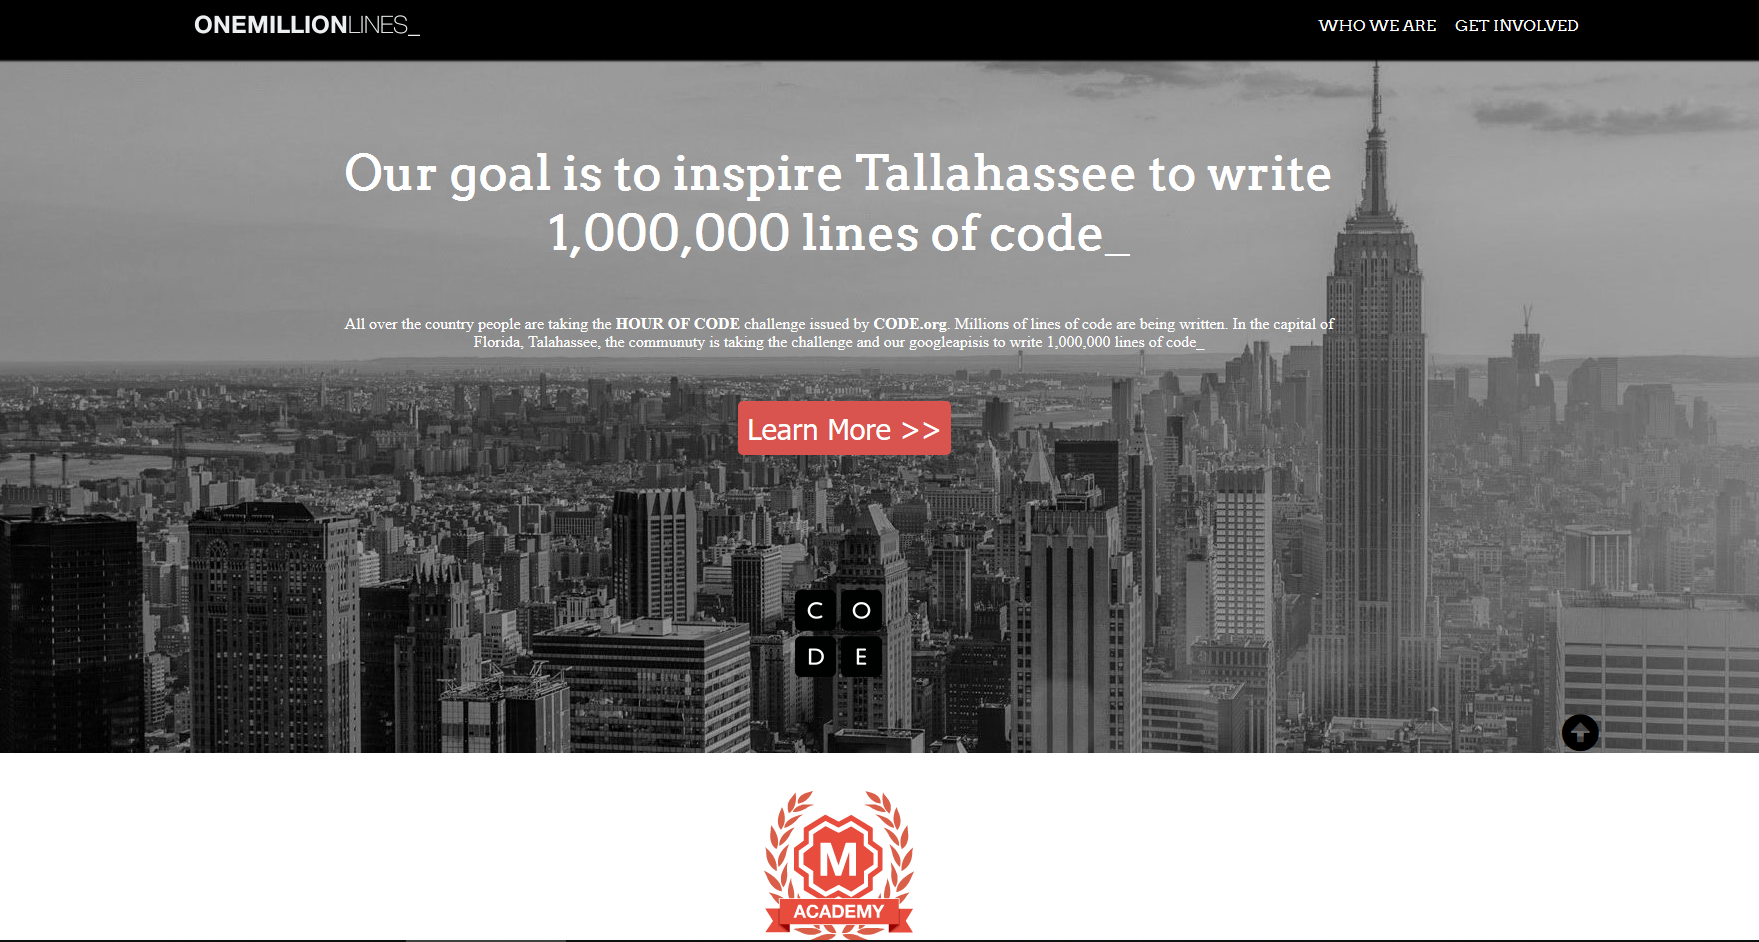 ONEMILLIONLINES_
WHO WE ARE GET INVOLVED
Our goal is to inspire Tallahassee to write
1,000,000 lines of code_
All over the country people are taking the HOUR OF CODE challenge issued by CODE.org. Millions of lines of code are being written. In the capital of
Florida, Talahassee, the communuty is taking the challenge and our googleapisis to write 1,000,000 lines of code_
Learn More >>
C O
D E
M
ACADEMY